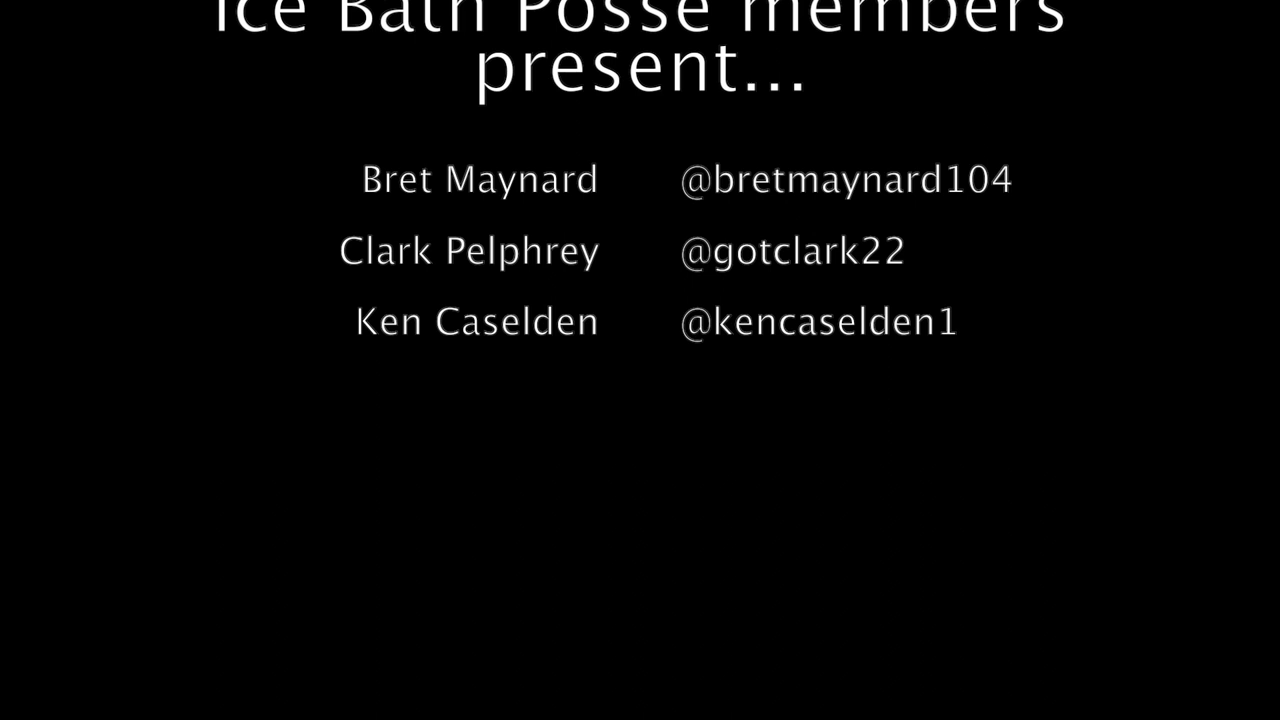 Ice Bath Posse members
present...
Bret Maynard @bretmaynard104
Clark Pelphrey @gotclark22
Ken Caselden @kencaselden1